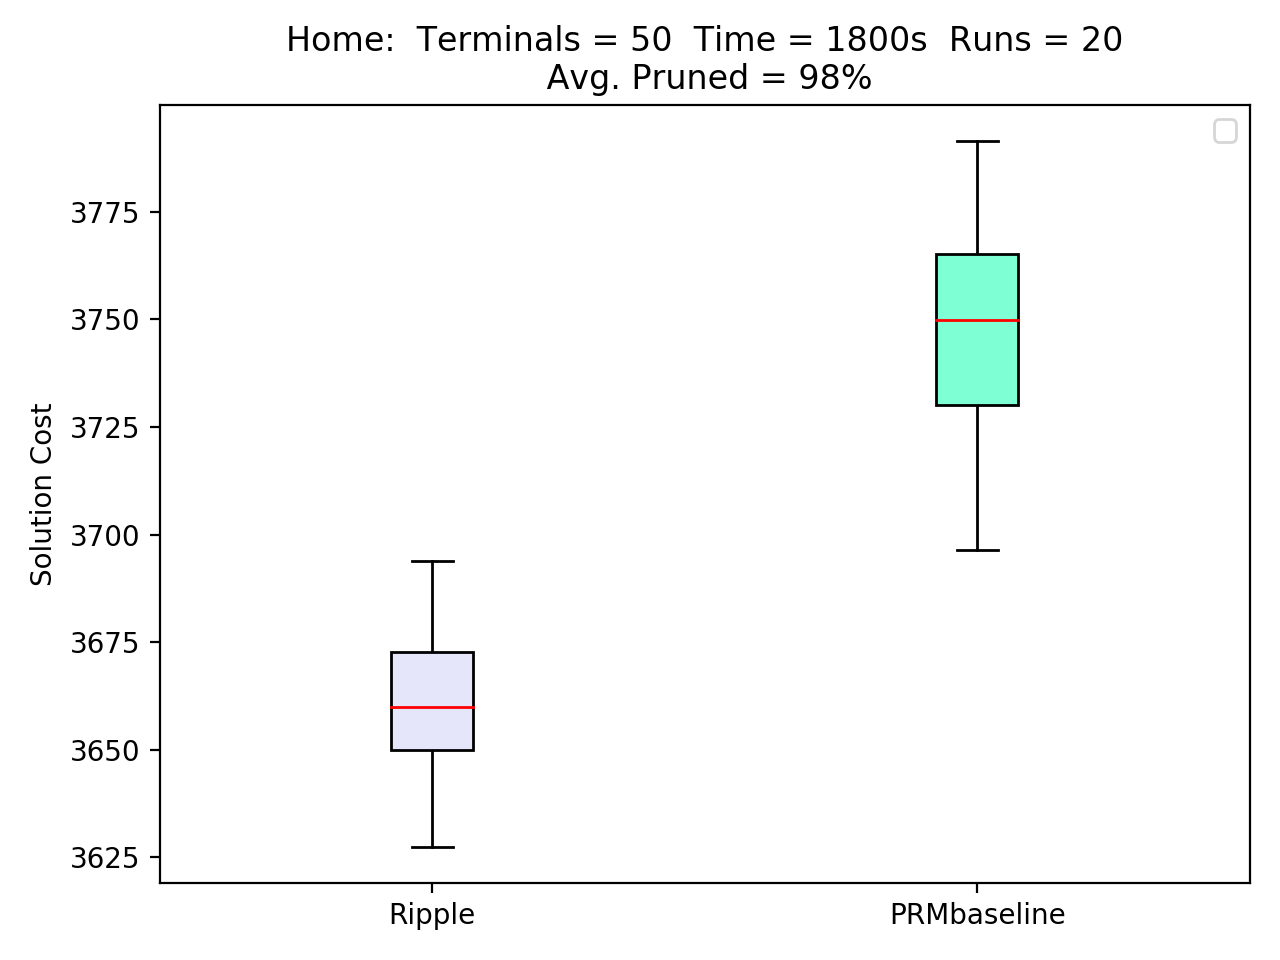 Home: Terminals = 50 Time = 1800s Runs = 20
Avg. Pruned = 98%
Solution Cost
3775
3750
3725
3700
3675
3650
3625
Ripple
PRMbaseline